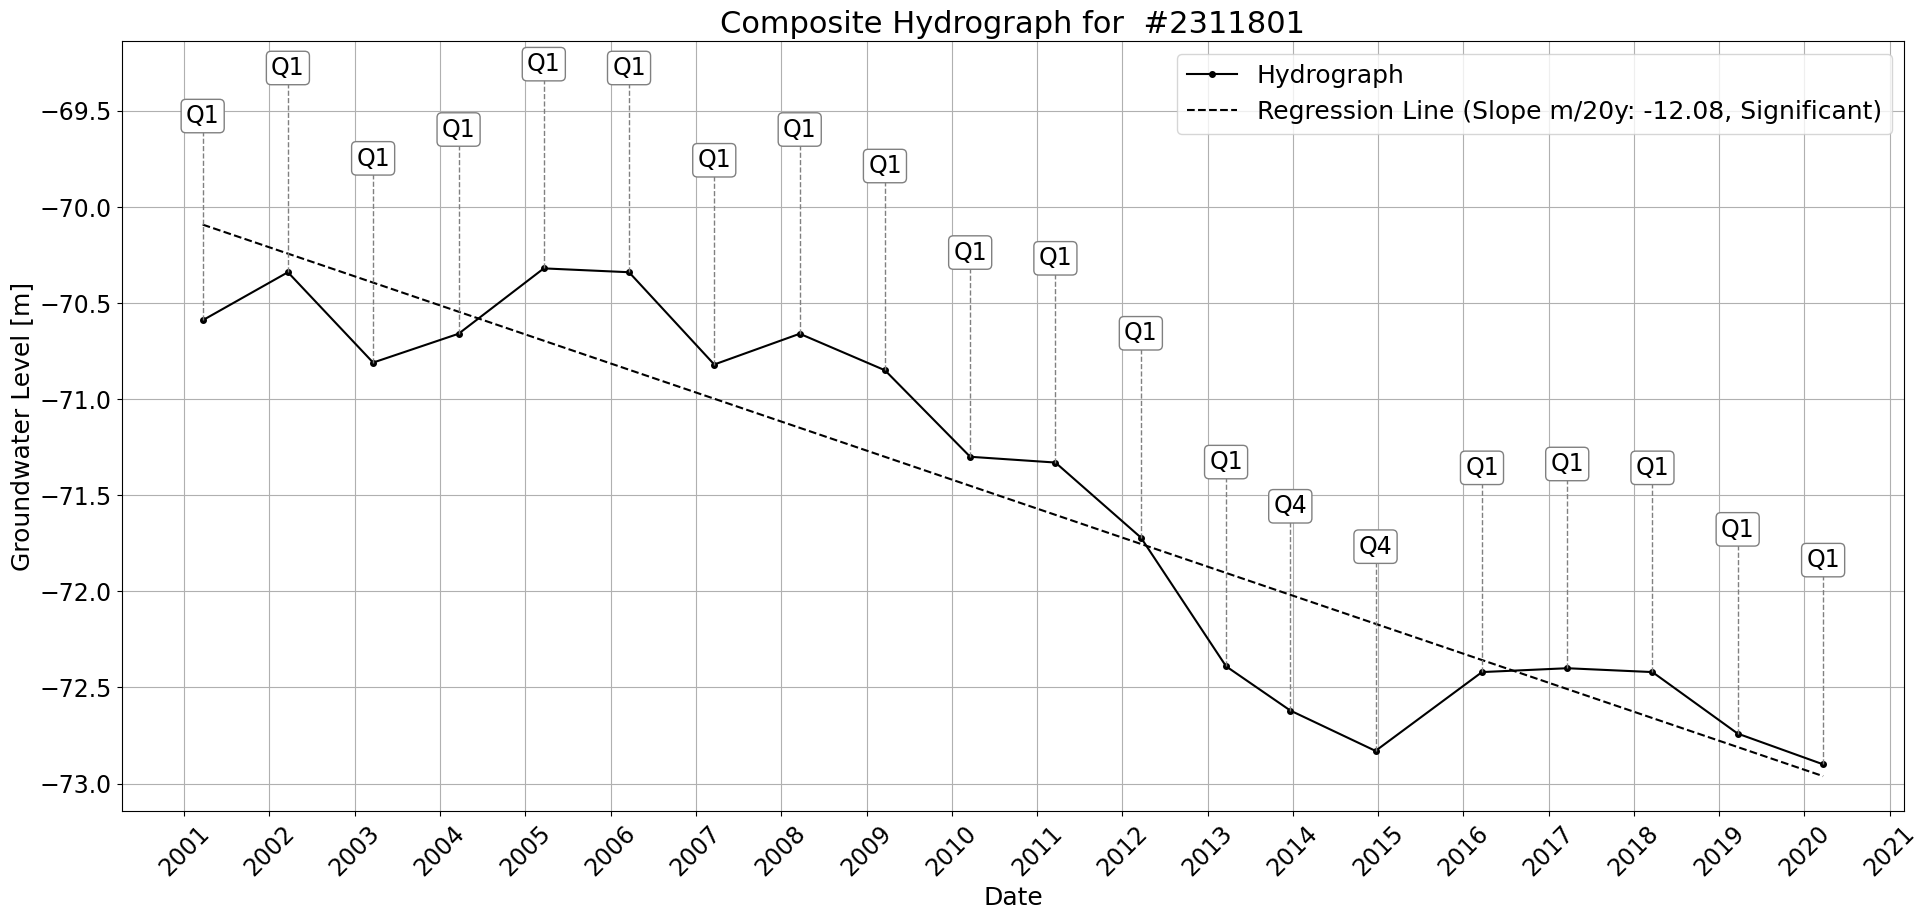 Composite Hydrograph for  #2311801
Hydrograph
Regression Line (Slope m/20y: -12.08, Significant)
Groundwater Level [m]
−69.5
−70.0
−70.5
−71.0
−71.5
−72.0
−72.5
−73.0
Q1
Q1
Q1
Q1
Q1
Q1
Q1
Q1
Q1
Q1
Q1
Q1
Q1
Q4
Q4
Q1
Q1
Q1
Q1
Q1
2001
2002
2003
2004
2005
2006
2007
2008
2009
2010
2011
2012
2013
2014
2015
2016
2017
2018
2019
2020
2021
Date